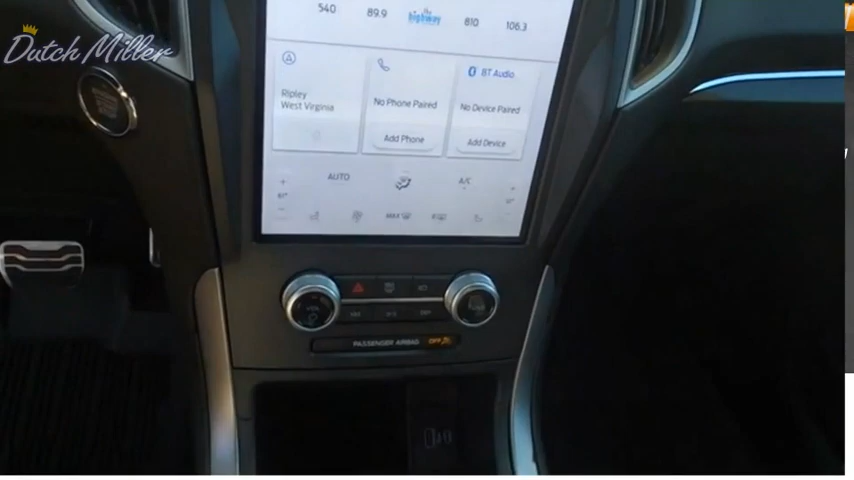 Dutch Miller
540 89.9 the highway 810 106.3
BT Audio
Ripley
West Virginia
No Phone Paired
No Device Paired
Add Phone
Add Device
AUTO
A/C
MAX
PASSENGER AIRBAG OFF